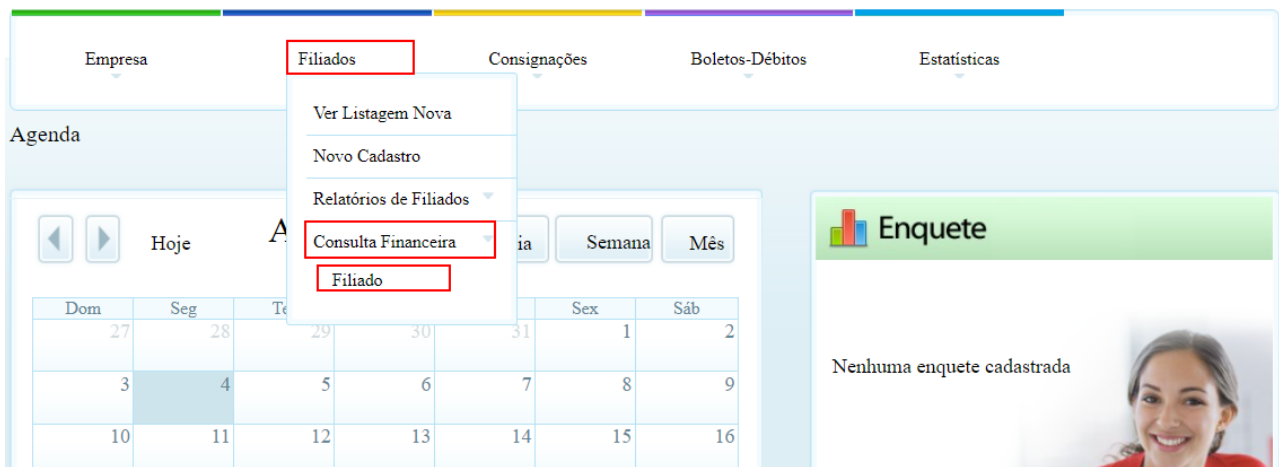 Empresa Filiados Consignações Boletos-Débitos Estatísticas
Ver Listagem Nova
Agenda
Novo Cadastro
Relatórios de Filiados
Enquete
Hoje A Consulta Financeira ia Semana Mês
Filiado
Dom Seg Te Sex Sáb
27 28 29 30 31 1 2
Nenhuma enquete cadastrada
3 4 5 6 7 8 9
10 11 12 13 14 15 16